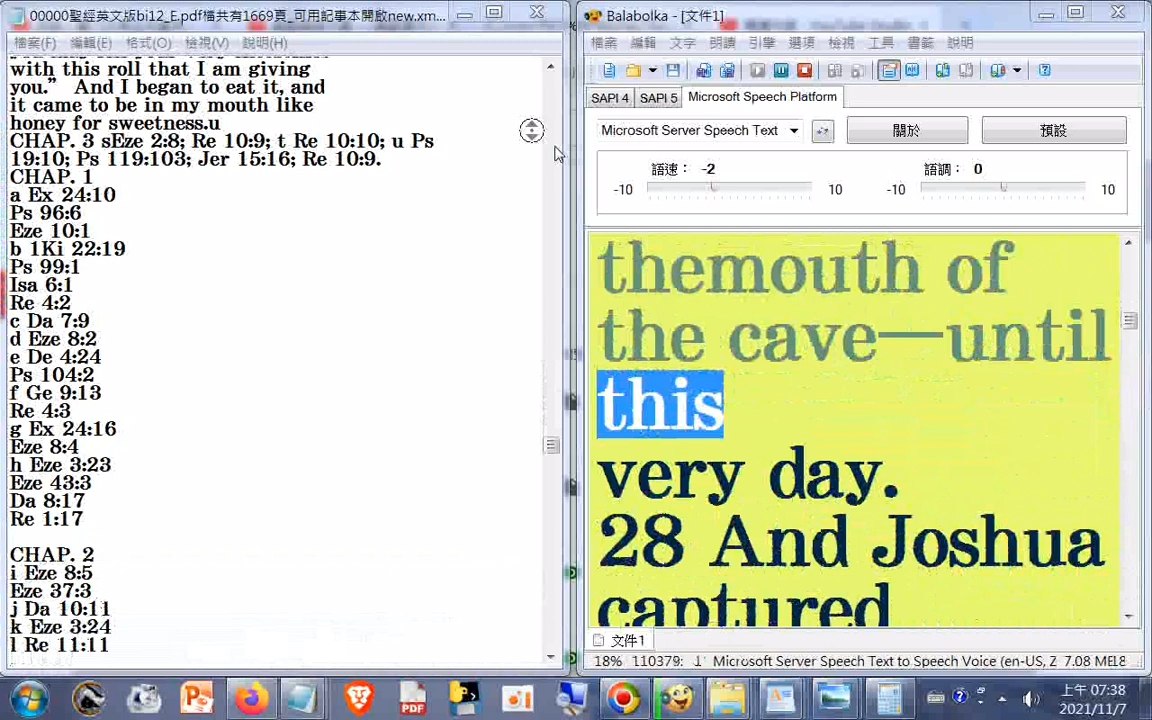 00000聖經英文版bi12_E.pdf檔共有1669頁_可用記事本開啟new.xm...
檔案(F) 編輯(E) 格式(O) 檢視(V) 說明(H)
with this roll that I am giving
you.” And I began to eat it, and
it came to be in my mouth like
honey for sweetness.u
CHAP. 3 sEze 2:8; Re 10:9; t Re 10:10; u Ps
19:10; Ps 119:103; Jer 15:16; Re 10:9.
CHAP. 1
a Ex 24:10
Ps 96:6
Eze 10:1
b 1Ki 22:19
Ps 99:1
Isa 6:1
Re 4:2
c Da 7:9
d Eze 8:2
e De 4:24
Ps 104:2
f Ge 9:13
Re 4:3
g Ex 24:16
Eze 8:4
h Eze 3:23
Eze 43:3
Da 8:17
Re 1:17
CHAP. 2
i Eze 8:5
Eze 37:3
j Da 10:11
k Eze 3:24
l Re 11:11
Balabolka - [文件1]
檔案 編輯 文字 朗讀 引擎 選項 檢視 工具 書籤 說明
SAPI 4 SAPI 5 Microsoft Speech Platform
Microsoft Server Speech Text 關於 預設
語速： -2 語調： 0
-10 10 -10 10
themouth of
the cave—until
this
very day.
28 And Joshua
captured
文件1
18% 110379: Microsoft Server Speech Text to Speech Voice (en-US, Z 7.08 MEL8
上午 07:38
2021/11/7